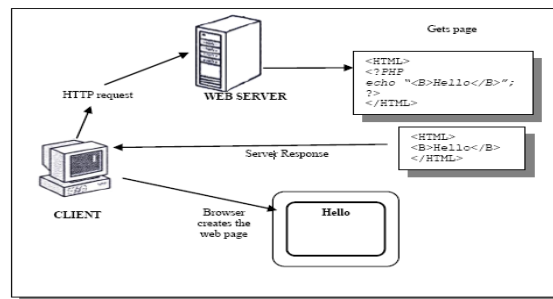 Gets page
<HTML>
<?PHP
echo "<B>Hello</B>";
?>
</HTML>
WEB SERVER
HTTP request
<HTML>
<B>Hello</B>
</HTML>
Server Response
CLIENT
Browser
creates the
web page
Hello